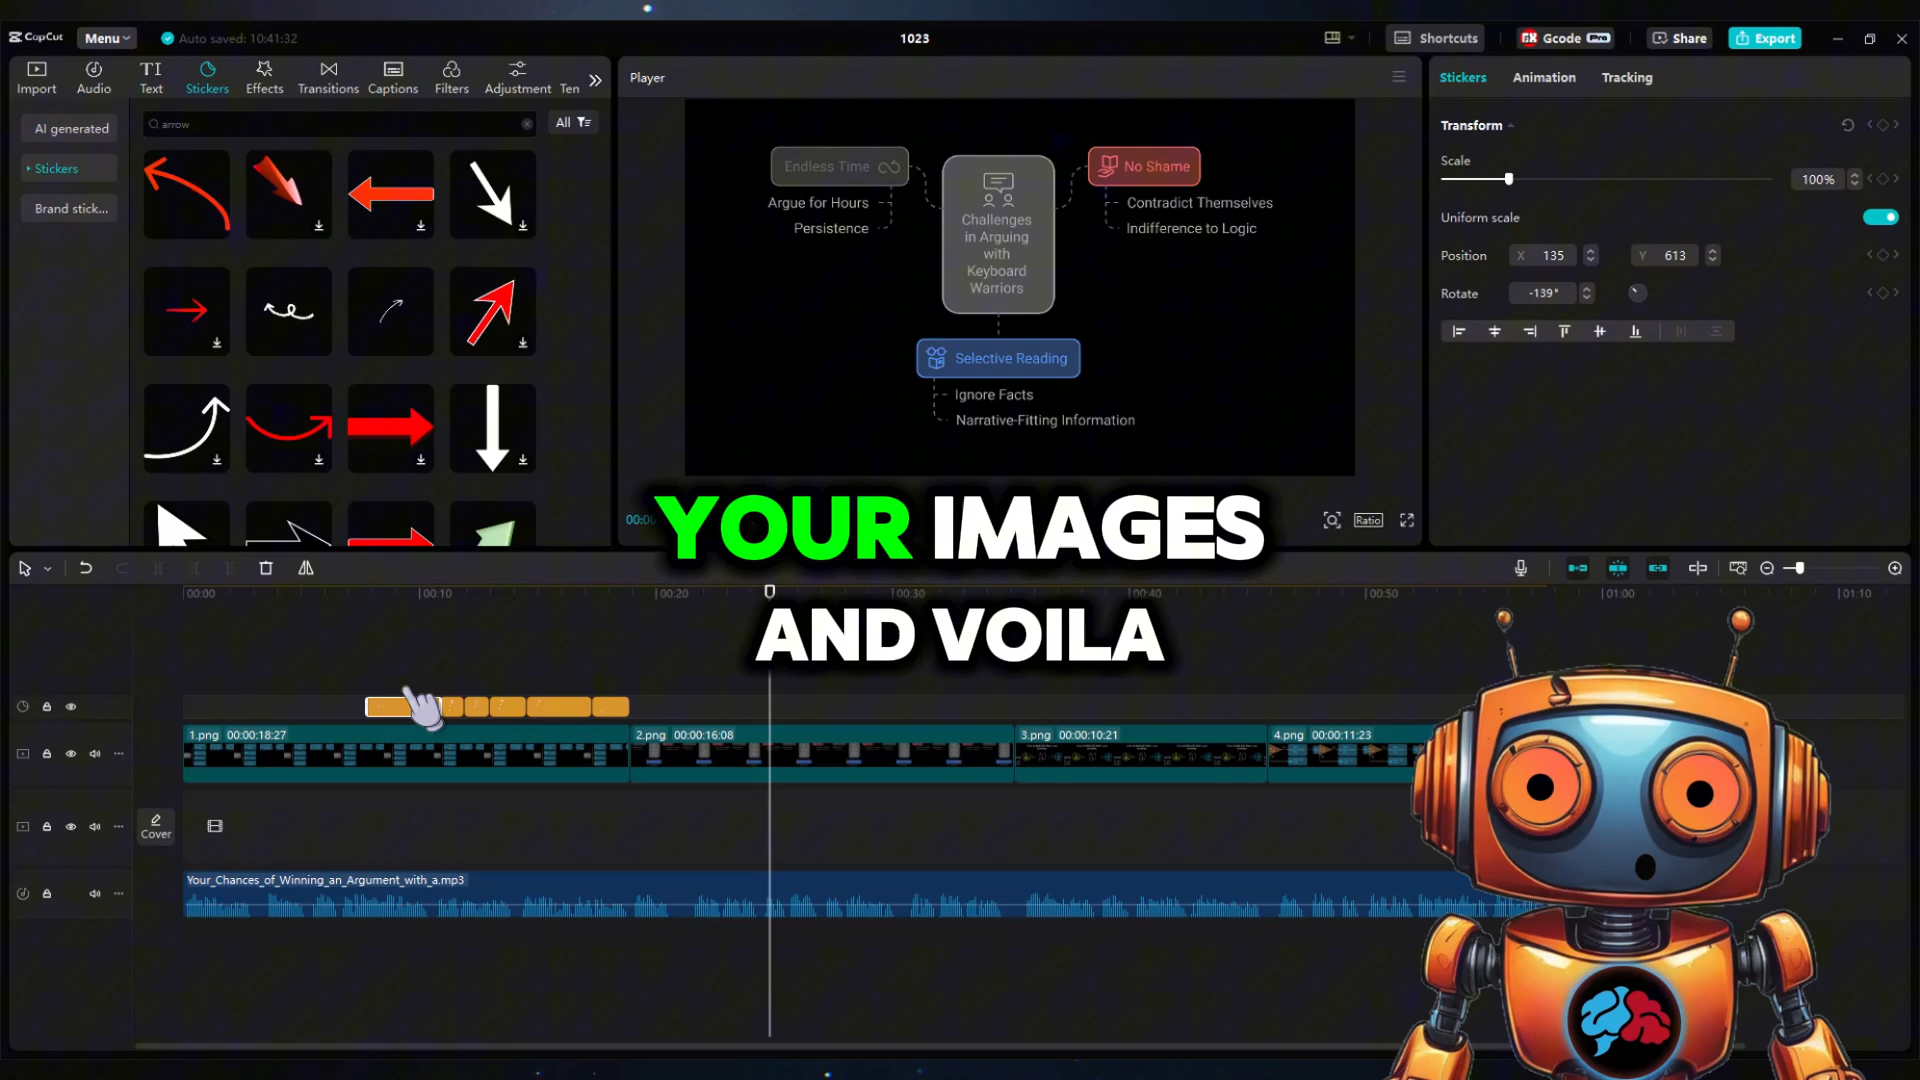 CapCut
Menu
Auto saved: 10:41:32
1023
Shortcuts
Gcode
Pro
Share
Export
Import
Audio
TI
Text
Stickers
Effects
Transitions
Captions
Filters
Adjustment
Ten
Player
Stickers
Animation
Tracking
AI generated
Stickers
Brand stick...
arrow
All
Transform
Scale
100%
Uniform scale
Position
X 135
Y 613
Rotate
-139°
Endless Time
Argue for Hours
Persistence
Challenges
in Arguing
with
Keyboard
Warriors
No Shame
Contradict Themselves
Indifference to Logic
Selective Reading
Ignore Facts
Narrative-Fitting Information
00:00
Ratio
YOUR IMAGES
AND VOILA
00:00
00:10
00:20
00:30
00:40
00:50
01:00
01:10
1.png 00:00:18:27
2.png 00:00:16:08
3.png 00:00:10:21
4.png 00:00:11:23
Cover
Your_Chances_of_Winning_an_Argument_with_a.mp3